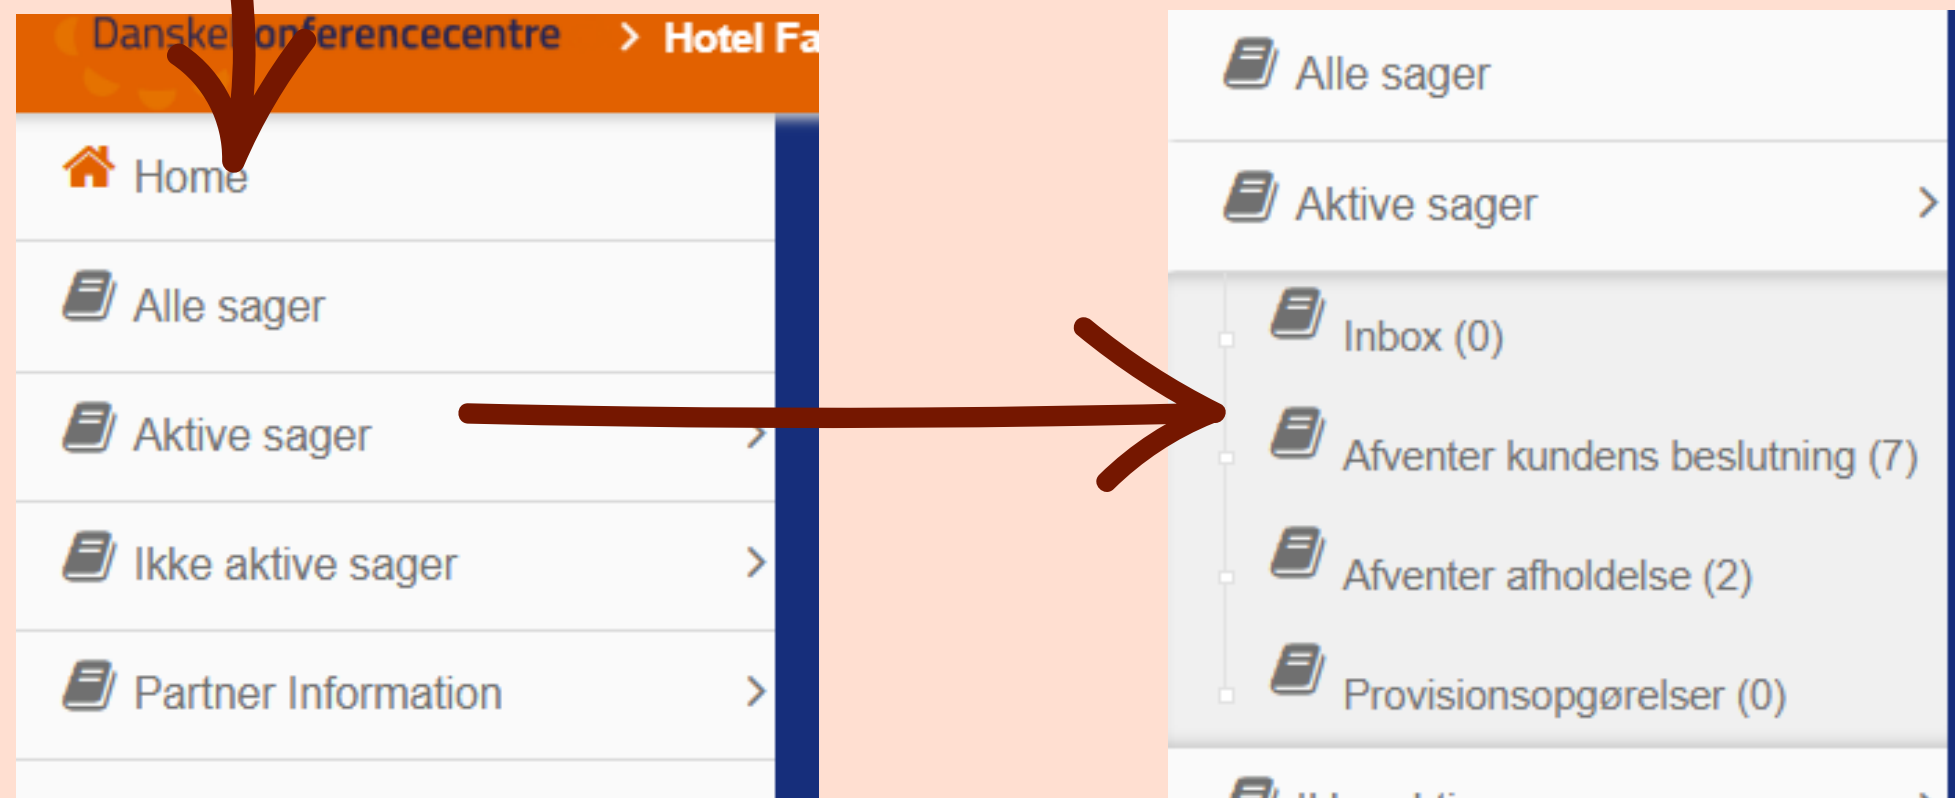 Danske konferencecentre > Hotel Fa
Home
Alle sager
Aktive sager
Ikke aktive sager
Partner Information
Alle sager
Aktive sager
Inbox (0)
Afventer kundens beslutning (7)
Afventer afholdelse (2)
Provisionsopgørelser (0)